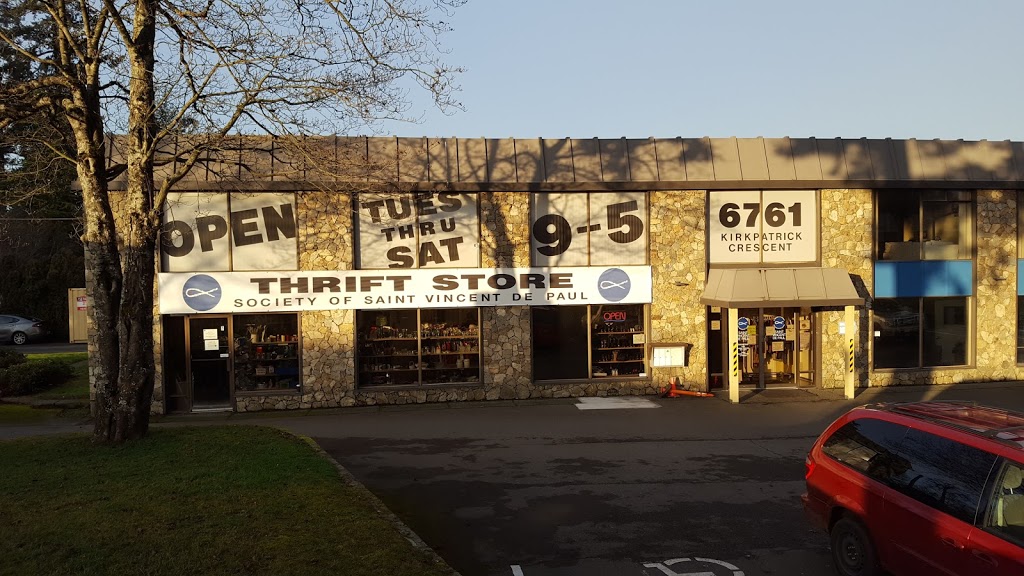 OPEN
TUES
THRU
SAT
9-5
6761
KIRKPATRICK
CRESCENT
THRIFT STORE
SOCIETY OF SAINT VINCENT DE PAUL
OPEN